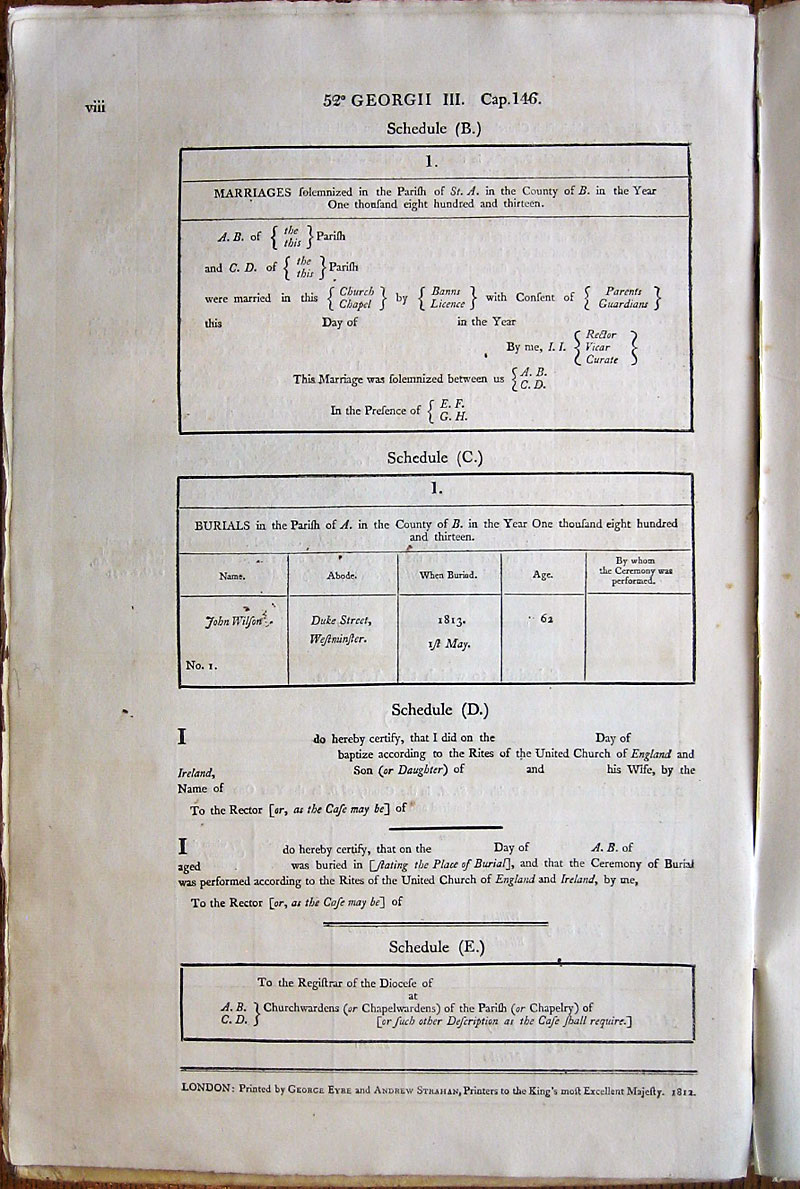 viii
52° GEORGII III. Cap. 146.
Schedule (B.)
1.
MARRIAGES ſolemnized in the Pariſh of St. A. in the County of B. in the Year
One thouſand eight hundred and thirteen.
A. B. of { the / this } Pariſh
and C. D. of { the / this } Pariſh
were married in this { Church / Chapel } by { Banns / Licence } with Conſent of { Parents / Guardians }
this Day of in the Year
By me, I. I. { Rector / Vicar / Curate }
This Marriage was ſolemnized between us { A. B. / C. D.
In the Preſence of { E. F. / G. H.
Schedule (C.)
1.
BURIALS in the Pariſh of A. in the County of B. in the Year One thouſand eight hundred
and thirteen.
Name. Abode. When Buried. Age. By whom the Ceremony was performed.
John Wilſon. Duke Street, 1813. 62
Weſtminſter. 1ſt May.
No. 1.
Schedule (D.)
I do hereby certify, that I did on the Day of
baptize according to the Rites of the United Church of England and
Ireland, Son (or Daughter) of and his Wife, by the
Name of
To the Rector [or, as the Caſe may be] of
I do hereby certify, that on the Day of A. B. of
aged was buried in [ſtating the Place of Burial], and that the Ceremony of Burial
was performed according to the Rites of the United Church of England and Ireland, by me,
To the Rector [or, as the Caſe may be] of
Schedule (E.)
To the Regiſtrar of the Dioceſe of
at
A. B. / C. D. } Churchwardens (or Chapelwardens) of the Pariſh (or Chapelry) of
[or ſuch other Deſcription as the Caſe ſhall require.]
LONDON: Printed by GEORGE EYRE and ANDREW STRAHAN, Printers to the King's moſt Excellent Majeſty. 1812.